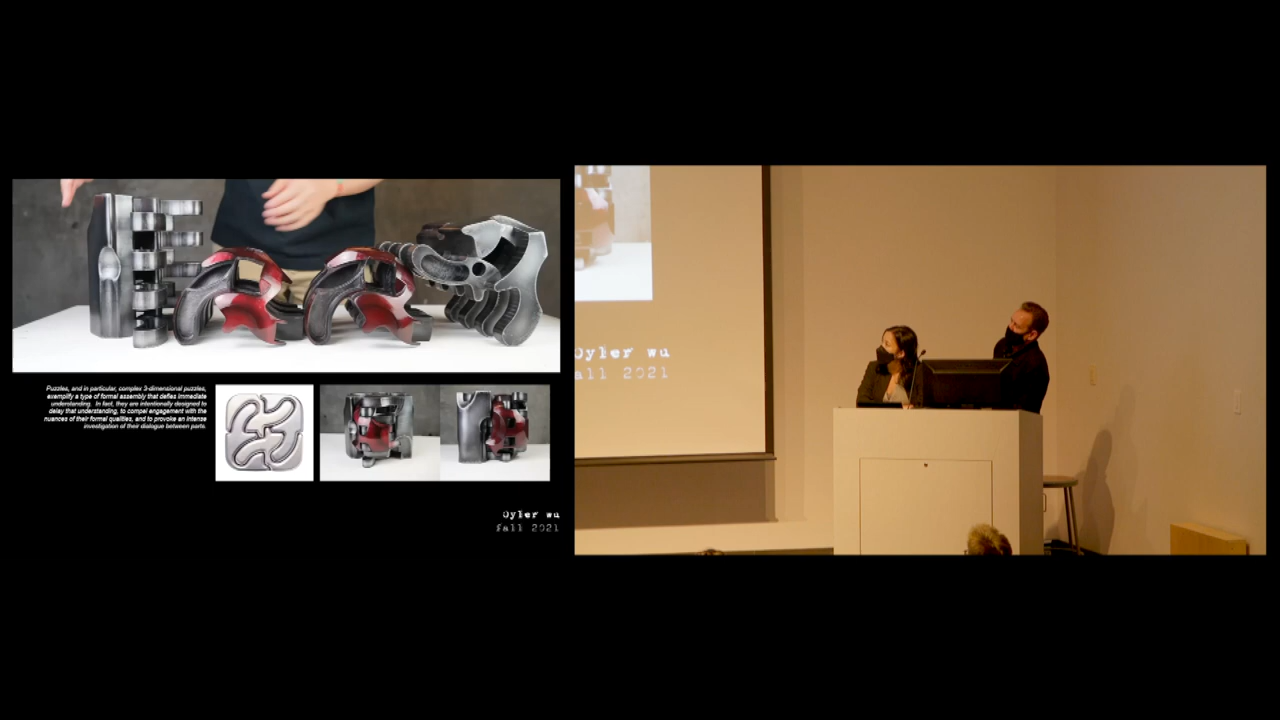 Puzzles, and in particular, complex 3-dimensional puzzles,
exemplify a type of formal assembly that defies immediate
understanding. In fact, they are intentionally designed to
delay that understanding, to compel engagement with the
nuances of their formal qualities, and to provoke an intense
investigation of their dialogue between parts.
Oyler wu
fall 2021
Oyler wu
all 2021